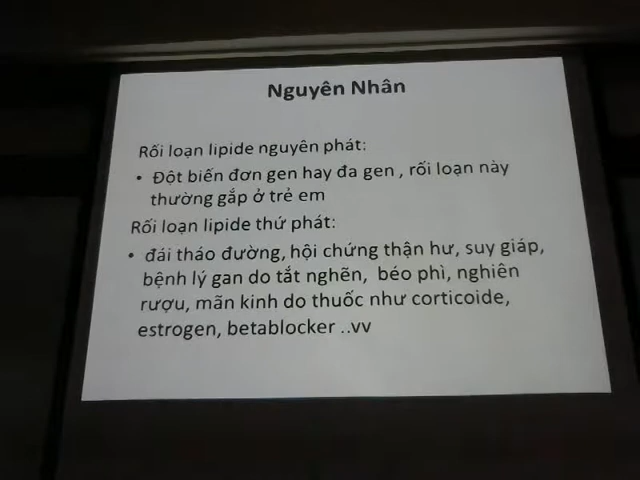 Nguyên Nhân
Rối loạn lipide nguyên phát:
• Đột biến đơn gen hay đa gen , rối loạn này
thường gặp ở trẻ em
Rối loạn lipide thứ phát:
• đái tháo đường, hội chứng thận hư, suy giáp,
bệnh lý gan do tắt nghẽn, béo phì, nghiên
rượu, mãn kinh do thuốc như corticoide,
estrogen, betablocker ..vv